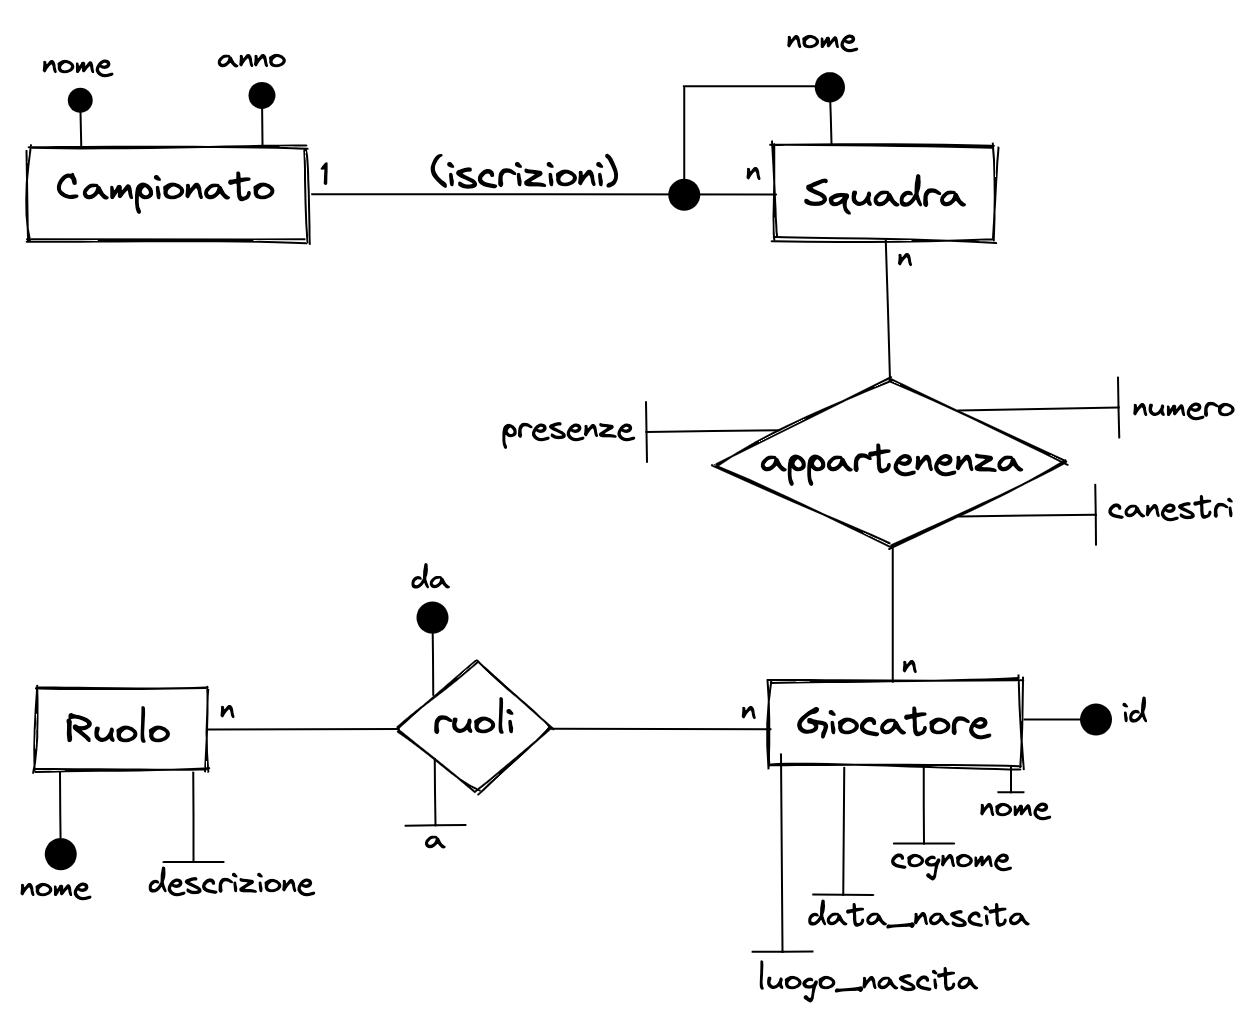 nome
anno
nome
Campionato
1
(iscrizioni)
n
Squadra
n
presenze
numero
appartenenza
canestri
da
n
Ruolo
n
ruoli
n
Giocatore
id
a
nome
nome
descrizione
cognome
data_nascita
luogo_nascita